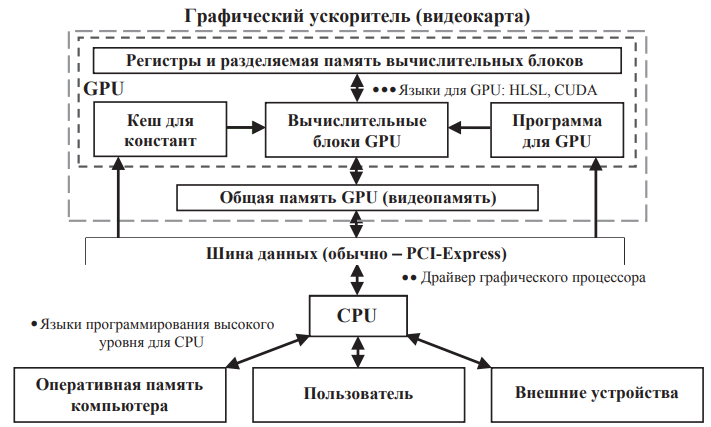 Графический ускоритель (видеокарта)
Регистры и разделяемая память вычислительных блоков
GPU
●●● Языки для GPU: HLSL, CUDA
Кеш для
констант
Вычислительные
блоки GPU
Программа
для GPU
Общая память GPU (видеопамять)
Шина данных (обычно – PCI-Express)
●● Драйвер графического процессора
CPU
● Языки программирования высокого
уровня для CPU
Оперативная память
компьютера
Пользователь
Внешние устройства